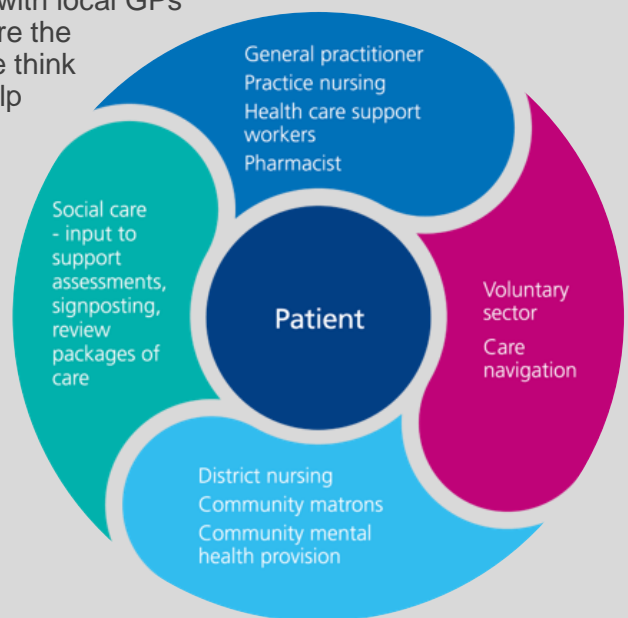 with local GPs
re the
e think
lp
General practitioner
Practice nursing
Health care support
workers
Pharmacist
Social care
- input to
support
assessments,
signposting,
review
packages of
care
Patient
Voluntary
sector
Care
navigation
District nursing
Community matrons
Community mental
health provision